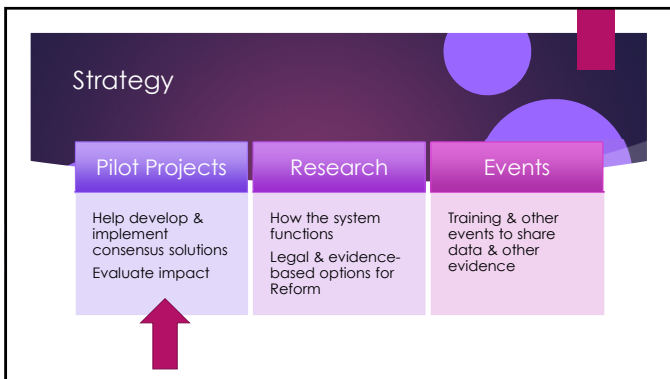 Strategy
Pilot Projects
Help develop &
implement
consensus solutions
Evaluate impact
Research
How the system
functions
Legal & evidence-
based options for
Reform
Events
Training & other
events to share
data & other
evidence